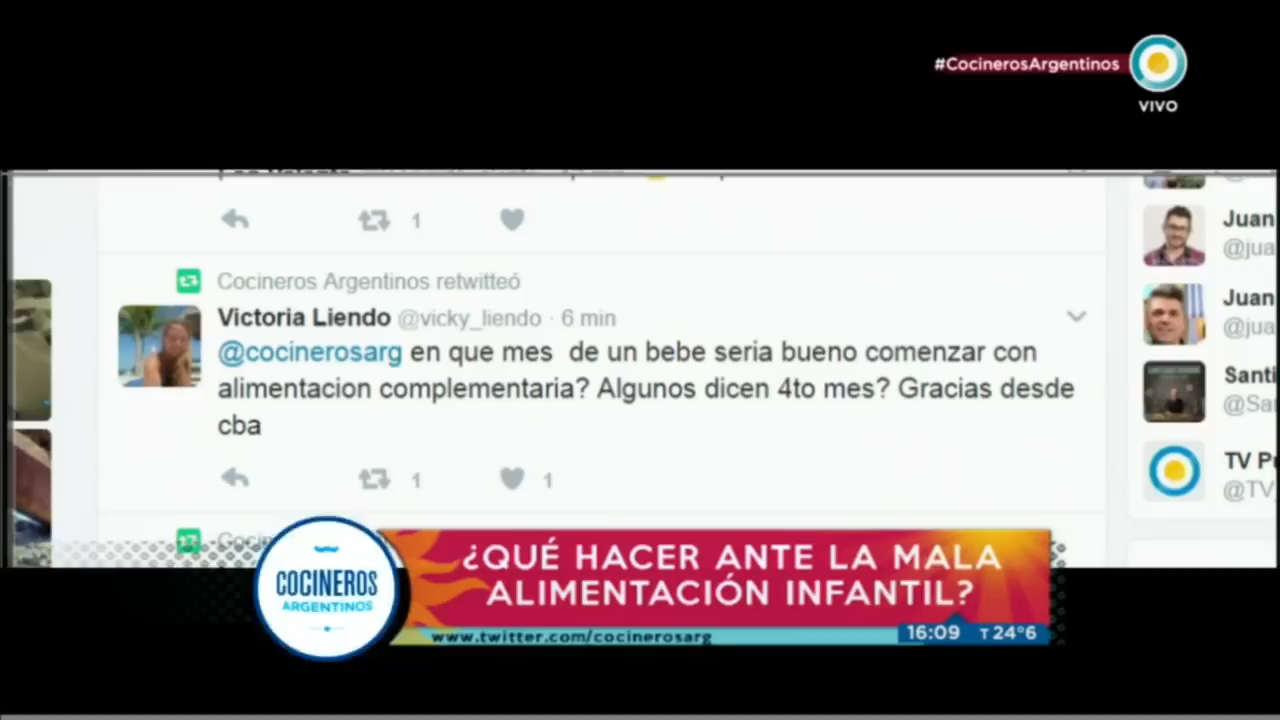 #CocinerosArgentinos
VIVO
1
Cocineros Argentinos retwitteó
Victoria Liendo @vicky_liendo · 6 min
@cocinerosarg en que mes de un bebe seria bueno comenzar con
alimentacion complementaria? Algunos dicen 4to mes? Gracias desde
cba
1 1
Juan
@jua
Juan
@jua
Santi
@Sa
TV P
@TV
COCINEROS
ARGENTINOS
¿QUÉ HACER ANTE LA MALA
ALIMENTACIÓN INFANTIL?
www.twitter.com/cocinerosarg
16:09 T 24°6